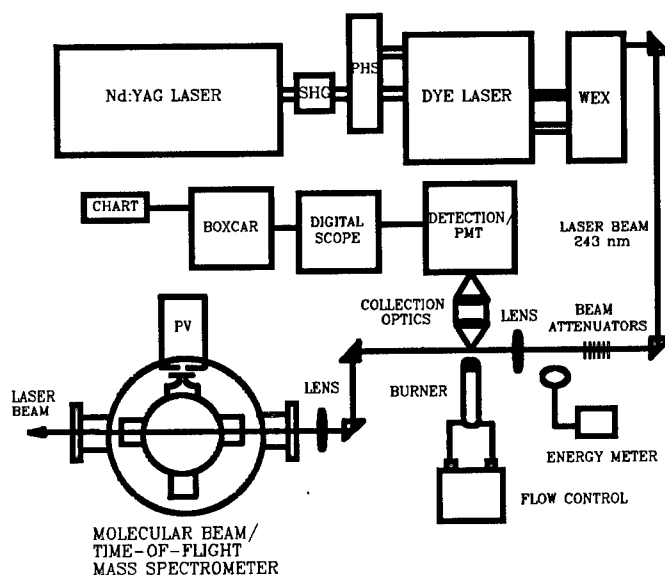 Nd:YAG LASER
SHG
PHS
DYE LASER
WEX
CHART
BOXCAR
DIGITAL
SCOPE
DETECTION/
PMT
LASER BEAM
243 nm
COLLECTION
OPTICS
LENS
BEAM
ATTENUATORS
PV
LASER
BEAM
LENS
BURNER
ENERGY METER
FLOW CONTROL
MOLECULAR BEAM/
TIME-OF-FLIGHT
MASS SPECTROMETER